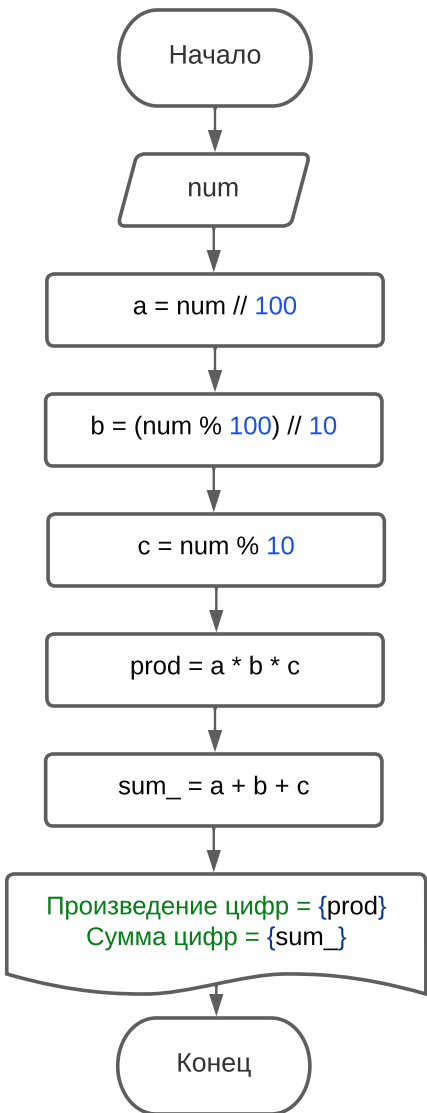 Начало
num
a = num // 100
b = (num % 100) // 10
c = num % 10
prod = a * b * c
sum_ = a + b + c
Произведение цифр = {prod}
Сумма цифр = {sum_}
Конец